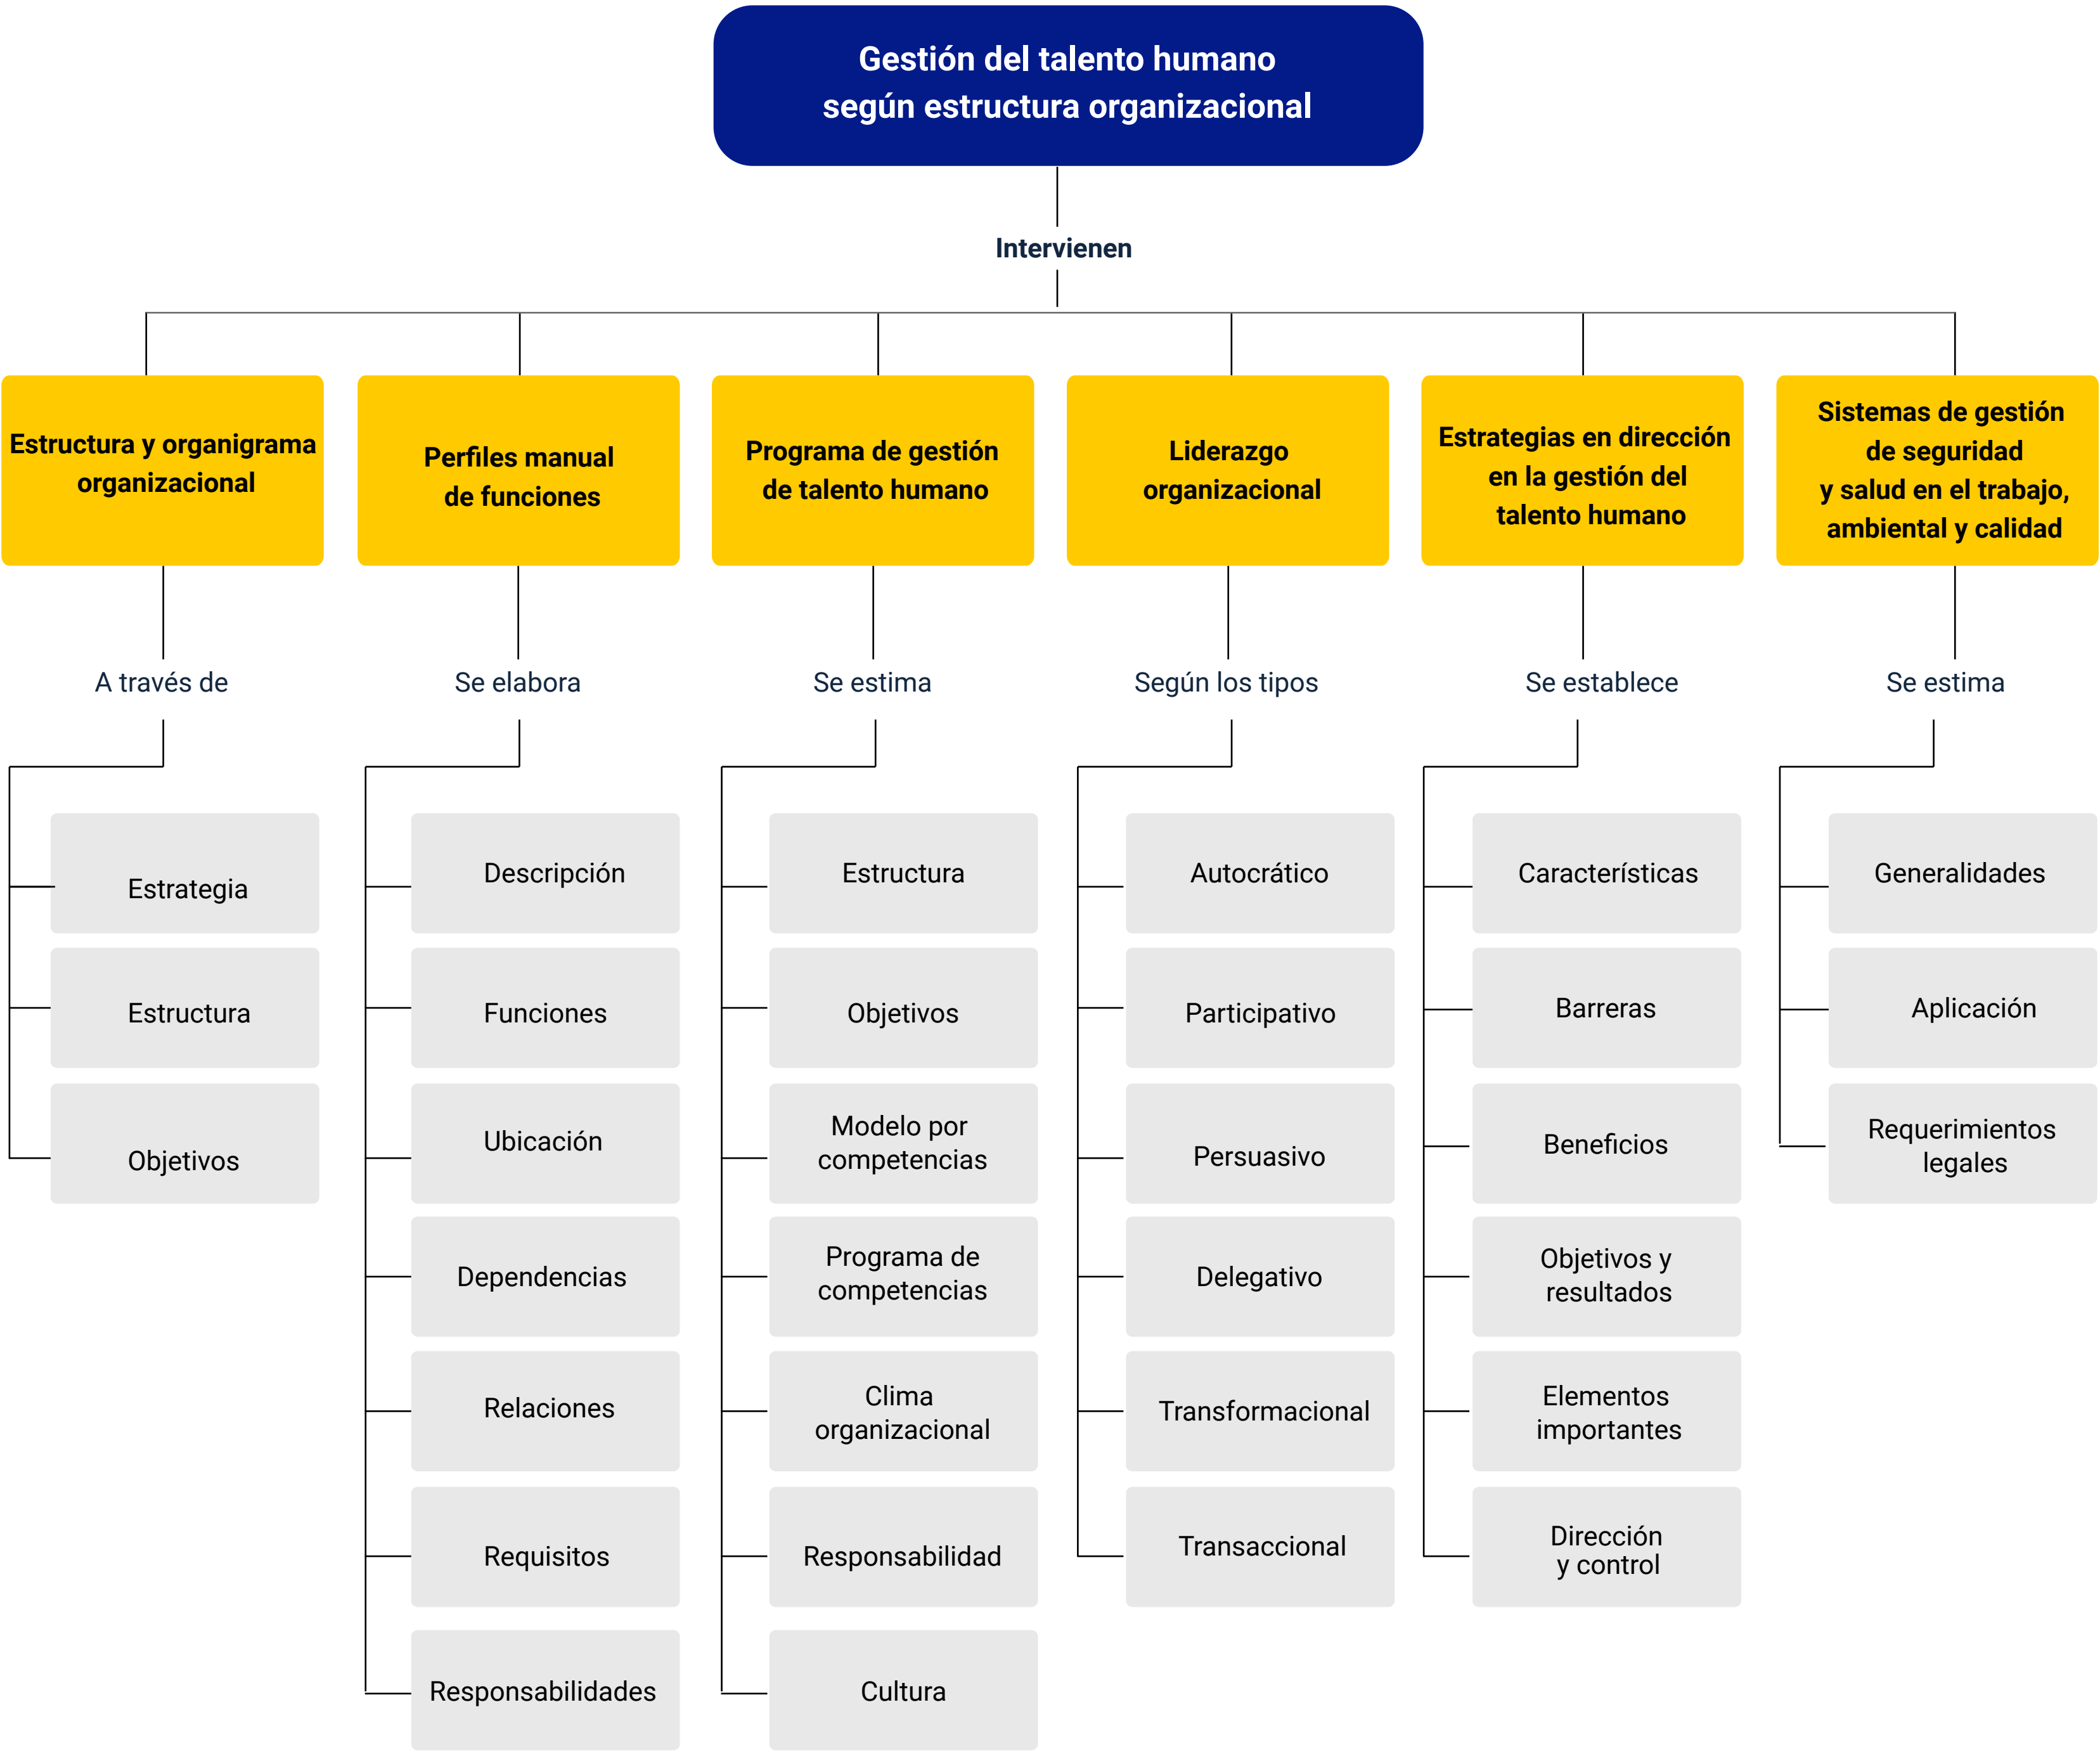 Gestión del talento humano
según estructura organizacional
Intervienen
Estructura y organigrama
organizacional
A través de
Estrategia
Estructura
Objetivos
Perfiles manual
de funciones
Se elabora
Descripción
Funciones
Ubicación
Dependencias
Relaciones
Requisitos
Responsabilidades
Programa de gestión
de talento humano
Se estima
Estructura
Objetivos
Modelo por
competencias
Programa de
competencias
Clima
organizacional
Responsabilidad
Cultura
Liderazgo
organizacional
Según los tipos
Autocrático
Participativo
Persuasivo
Delegativo
Transformacional
Transaccional
Estrategias en dirección
en la gestión del
talento humano
Se establece
Características
Barreras
Beneficios
Objetivos y
resultados
Elementos
importantes
Dirección
y control
Sistemas de gestión
de seguridad
y salud en el trabajo,
ambiental y calidad
Se estima
Generalidades
Aplicación
Requerimientos
legales